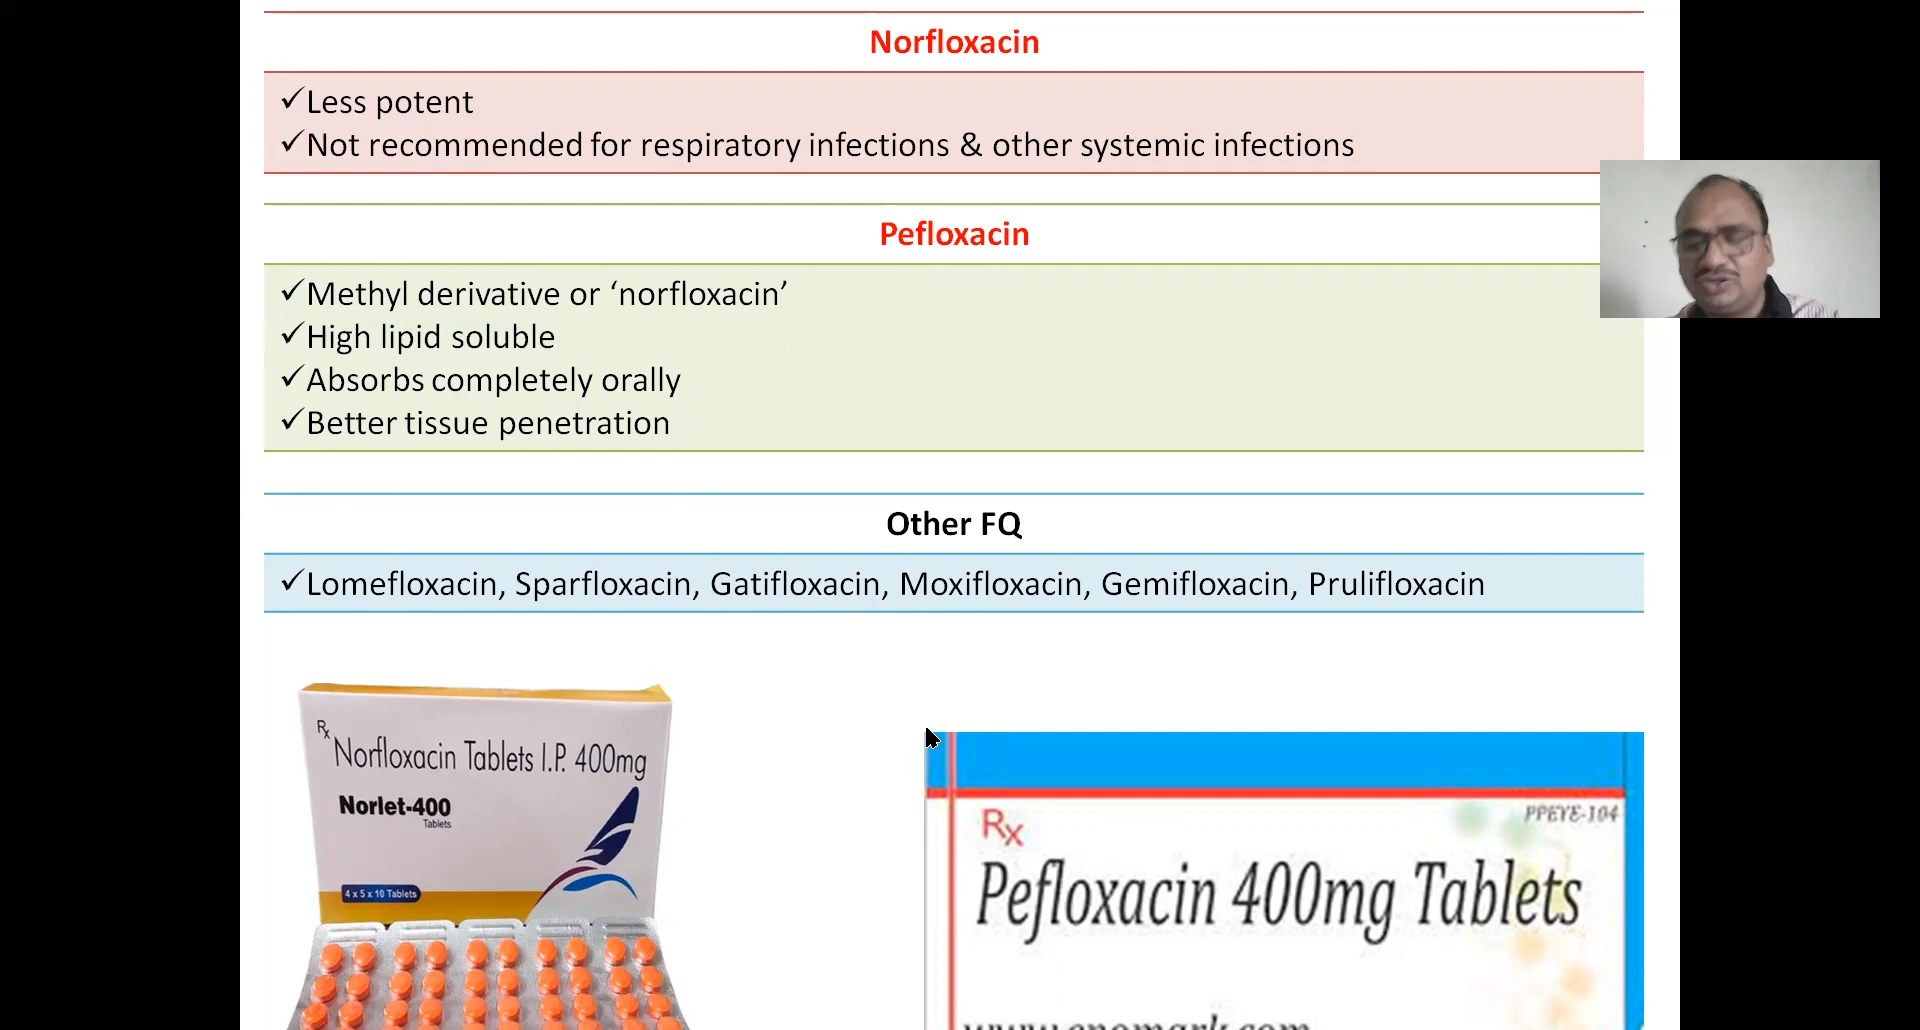 Norfloxacin
✓Less potent
✓Not recommended for respiratory infections & other systemic infections
Pefloxacin
✓Methyl derivative or ‘norfloxacin’
✓High lipid soluble
✓Absorbs completely orally
✓Better tissue penetration
Other FQ
✓Lomefloxacin, Sparfloxacin, Gatifloxacin, Moxifloxacin, Gemifloxacin, Prulifloxacin
Rx
Norfloxacin Tablets I.P. 400mg
Norlet-400
Tablets
4 x 5 x 10 Tablets
PPEYE-104
Rx
Pefloxacin 400mg Tablets